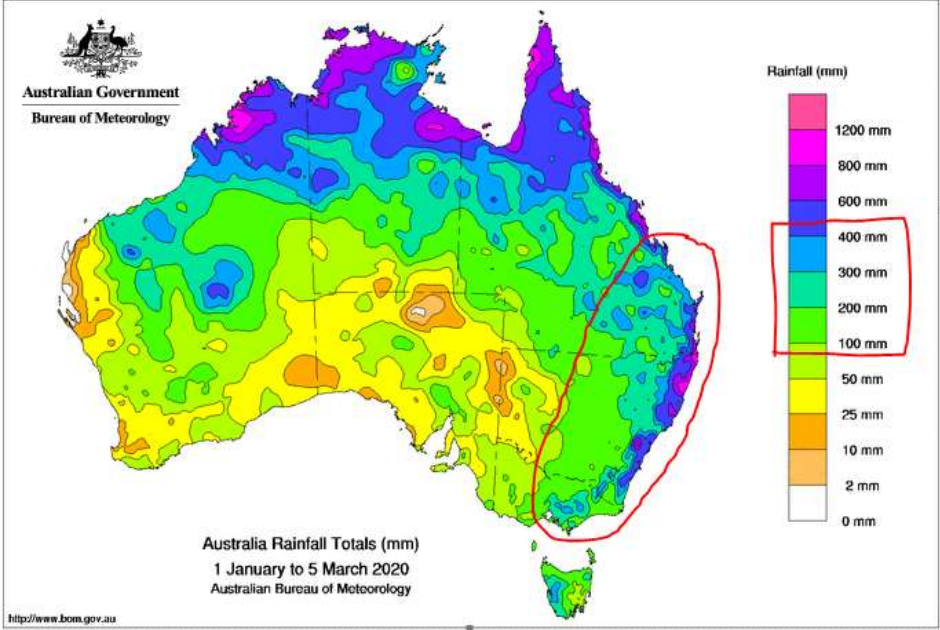 Australian Government
Bureau of Meteorology
Rainfall (mm)
1200 mm
800 mm
600 mm
400 mm
300 mm
200 mm
100 mm
50 mm
25 mm
10 mm
2 mm
0 mm
Australia Rainfall Totals (mm)
1 January to 5 March 2020
Australian Bureau of Meteorology
http://www.bom.gov.au